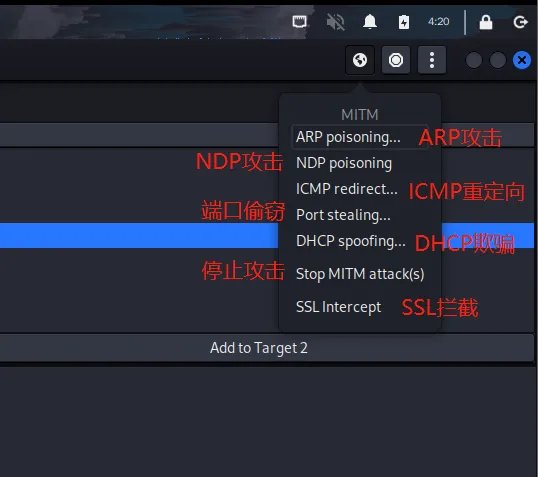 4:20
MITM
ARP poisoning... ARP攻击
NDP攻击 NDP poisoning
ICMP redirect... ICMP重定向
端口偷窃 Port stealing...
DHCP spoofing... DHCP欺骗
停止攻击 Stop MITM attack(s)
SSL Intercept SSL拦截
Add to Target 2